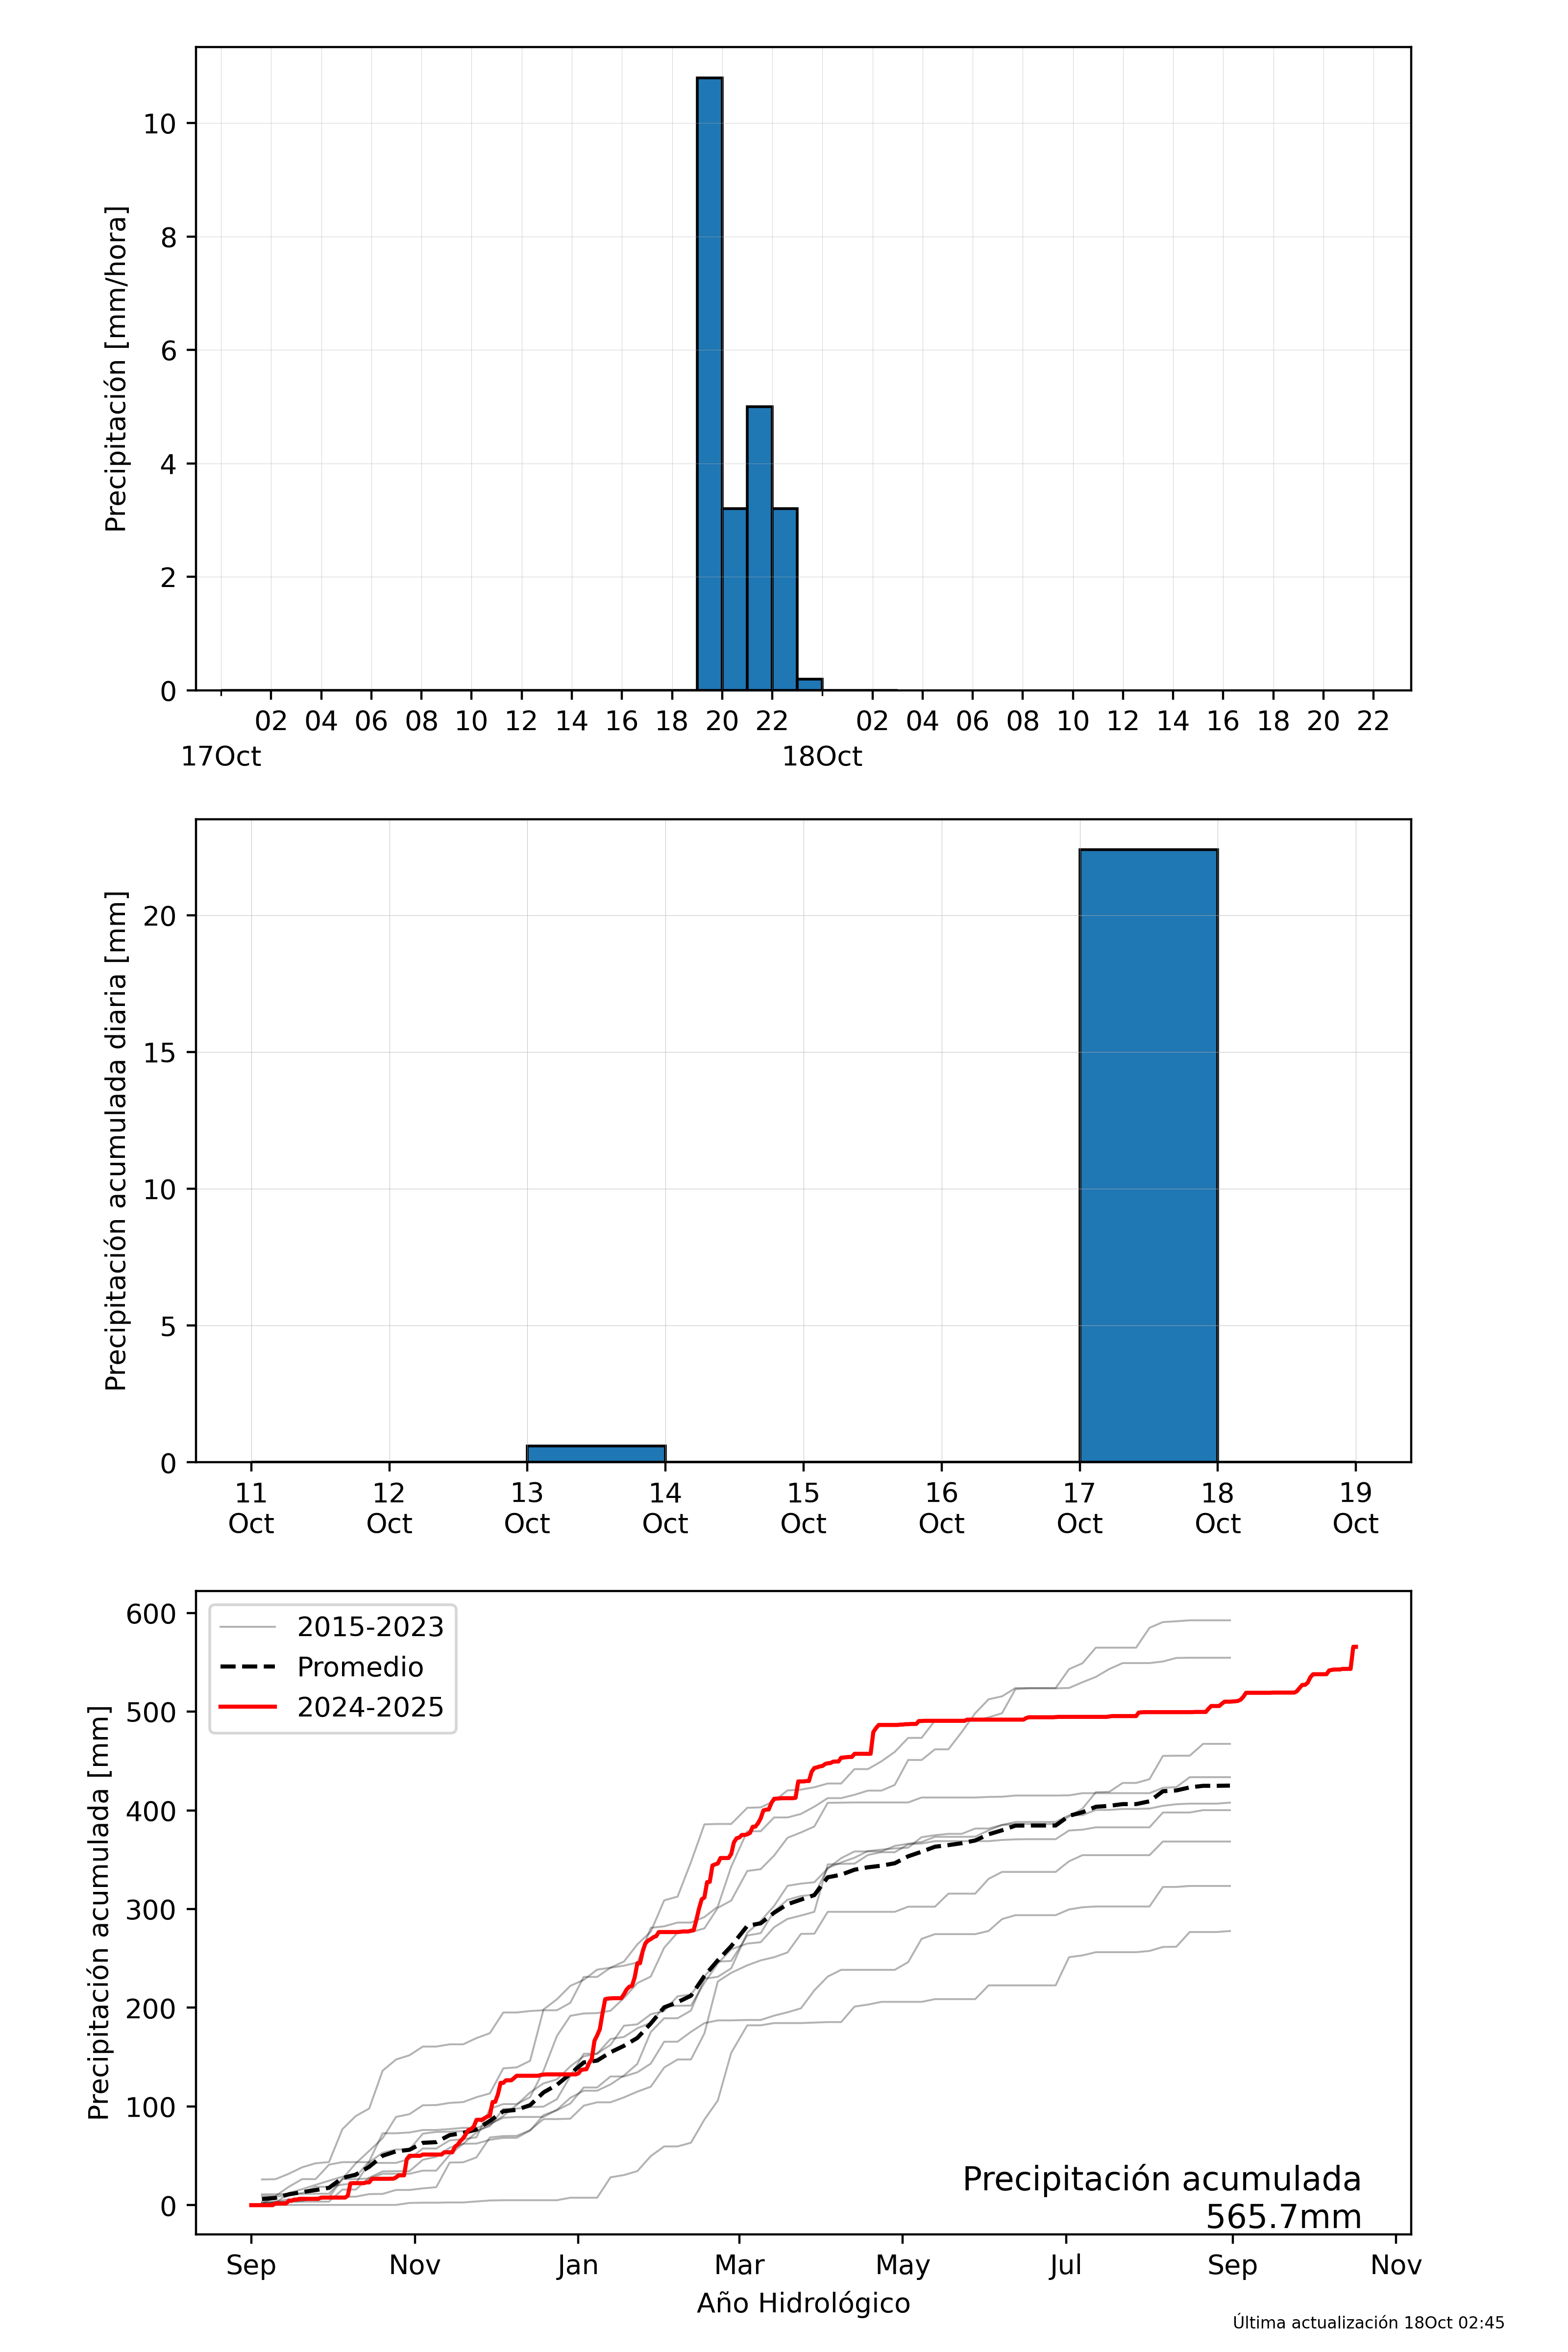 Precipitación [mm/hora]
10
8
6
4
2
0
02 04 06 08 10 12 14 16 18 20 22 02 04 06 08 10 12 14 16 18 20 22
17Oct 18Oct
Precipitación acumulada diaria [mm]
20
15
10
5
0
11 12 13 14 15 16 17 18 19
Oct Oct Oct Oct Oct Oct Oct Oct Oct
Precipitación acumulada [mm]
600
500
400
300
200
100
0
2015-2023
Promedio
2024-2025
Precipitación acumulada
565.7mm
Sep Nov Jan Mar May Jul Sep Nov
Año Hidrológico
Última actualización 18Oct 02:45